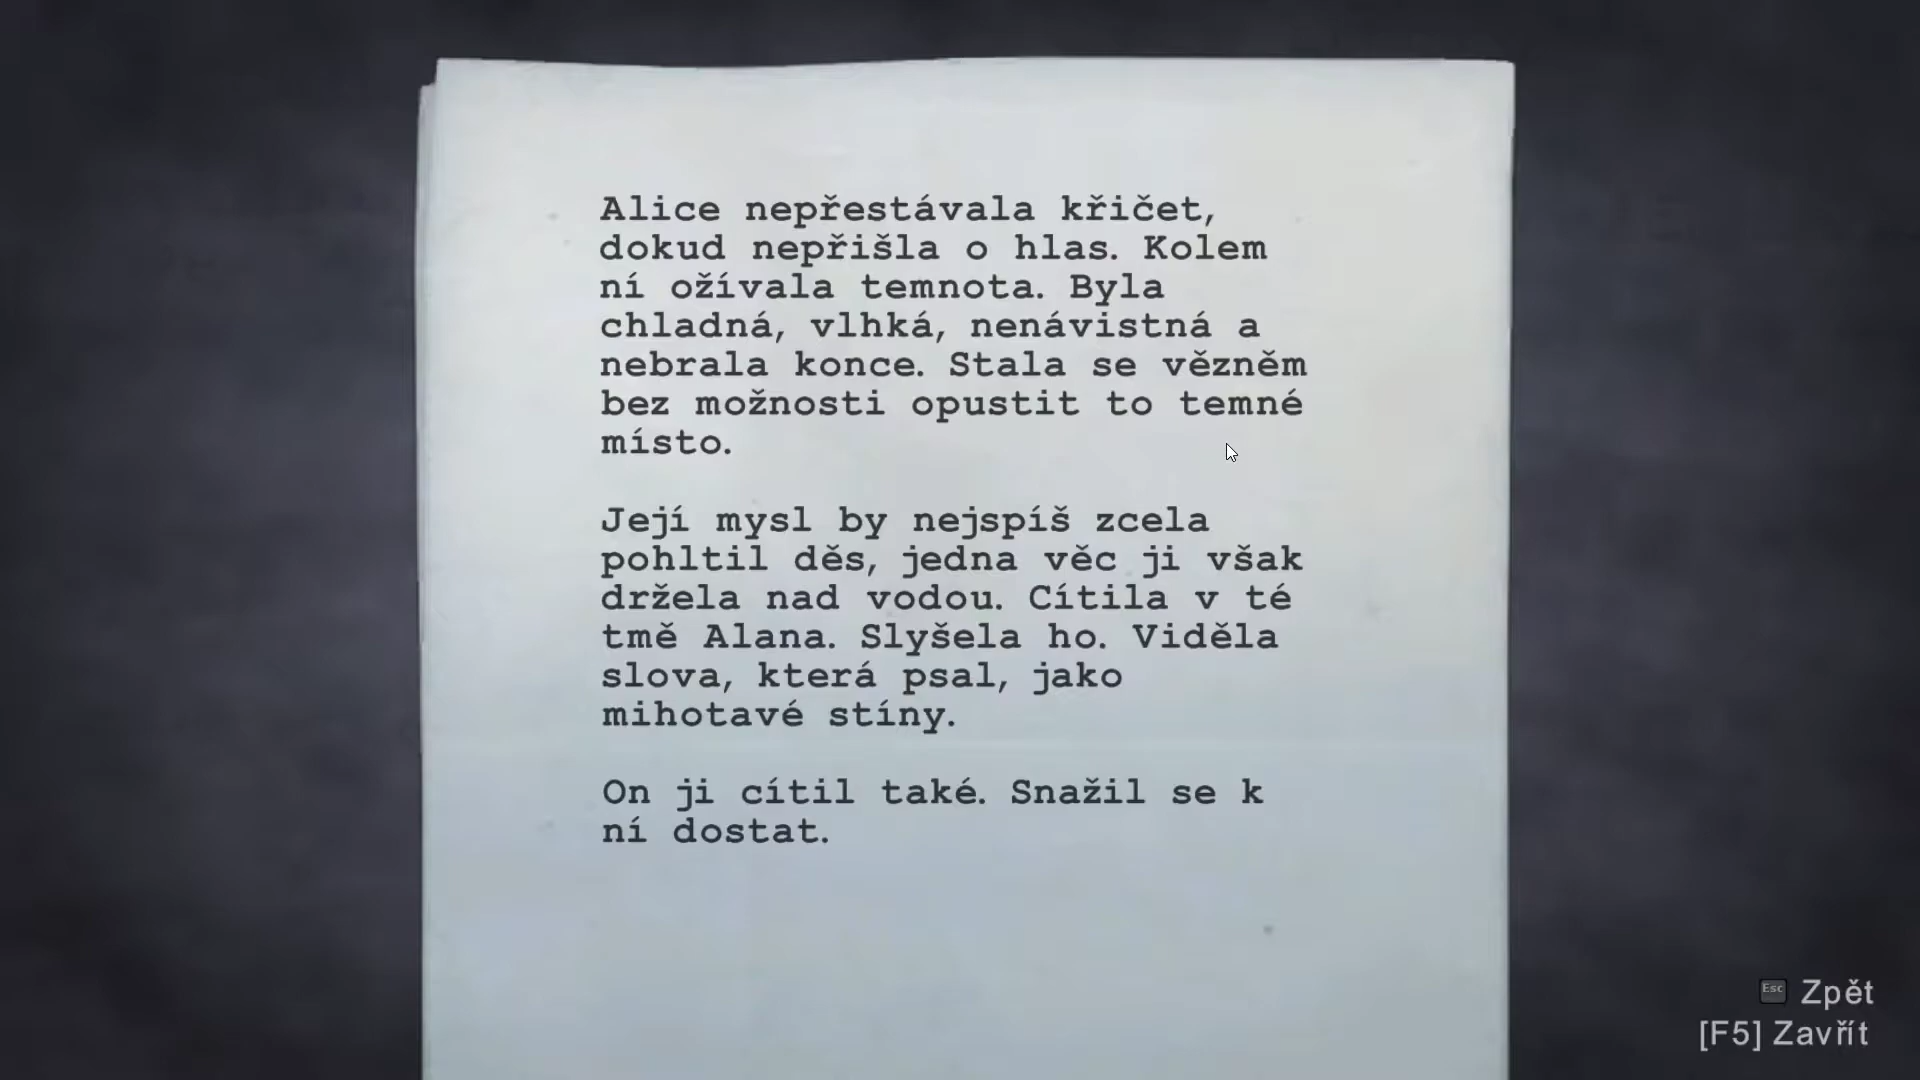 Alice nepřestávala křičet,
dokud nepřišla o hlas. Kolem
ní ožívala temnota. Byla
chladná, vlhká, nenávistná a
nebrala konce. Stala se vězněm
bez možnosti opustit to temné
místo.
Její mysl by nejspíš zcela
pohltil děs, jedna věc ji však
držela nad vodou. Cítila v té
tmě Alana. Slyšela ho. Viděla
slova, která psal, jako
mihotavé stíny.
On ji cítil také. Snažil se k
ní dostat.
Esc Zpět
[F5] Zavřít